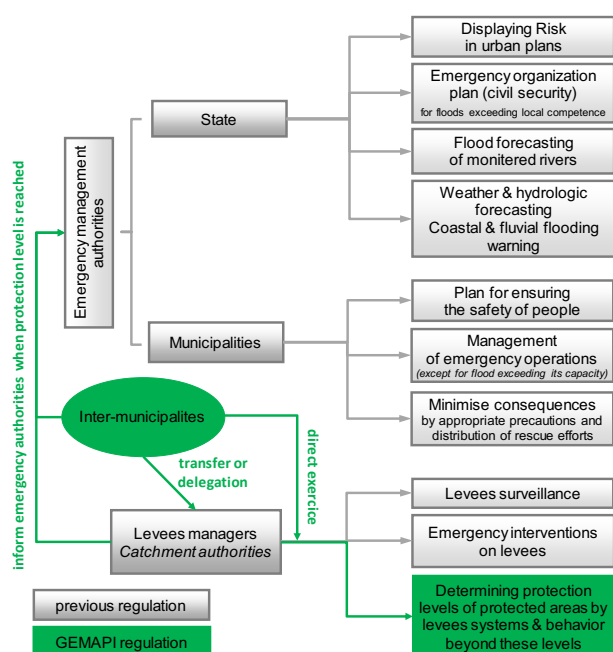 Displaying Risk
in urban plans
Emergency organization
plan (civil security)
for floods exceeding local competence
State
Flood forecasting
of monitered rivers
Weather & hydrologic
forecasting
Coastal & fluvial flooding
warning
Emergency management
authorities
inform emergency authorities when protection level is reached
Plan for ensuring
the safety of people
Municipalities
Management
of emergency operations
(except for flood exceeding its capacity)
Minimise consequences
by appropriate precautions and
distribution of rescue efforts
Inter-municipalites
transfer or
delegation
direct exercice
Levees managers
Catchment authorities
Levees surveillance
Emergency interventions
on levees
Determining protection
levels of protected areas by
levees systems & behavior
beyond these levels
previous regulation
GEMAPI regulation